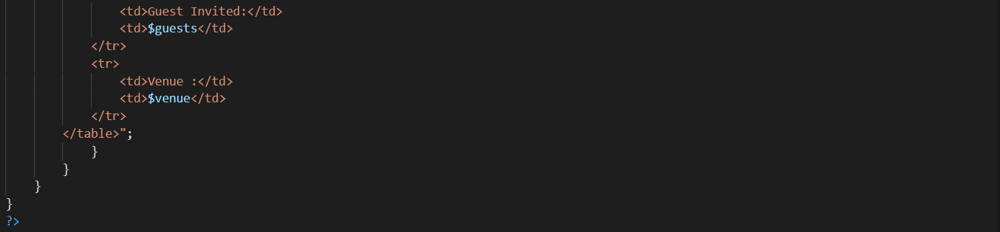 <td>Guest Invited:</td>
<td>$guests</td>
</tr>
<tr>
<td>Venue :</td>
<td>$venue</td>
</tr>
</table>";
}
}
}
}
?>